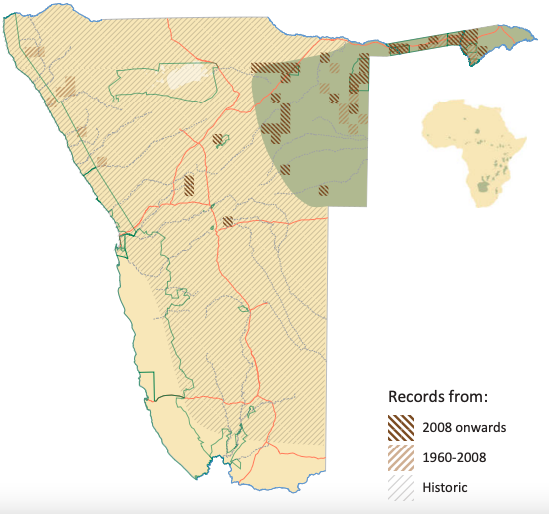 Records from:
2008 onwards
1960-2008
Historic